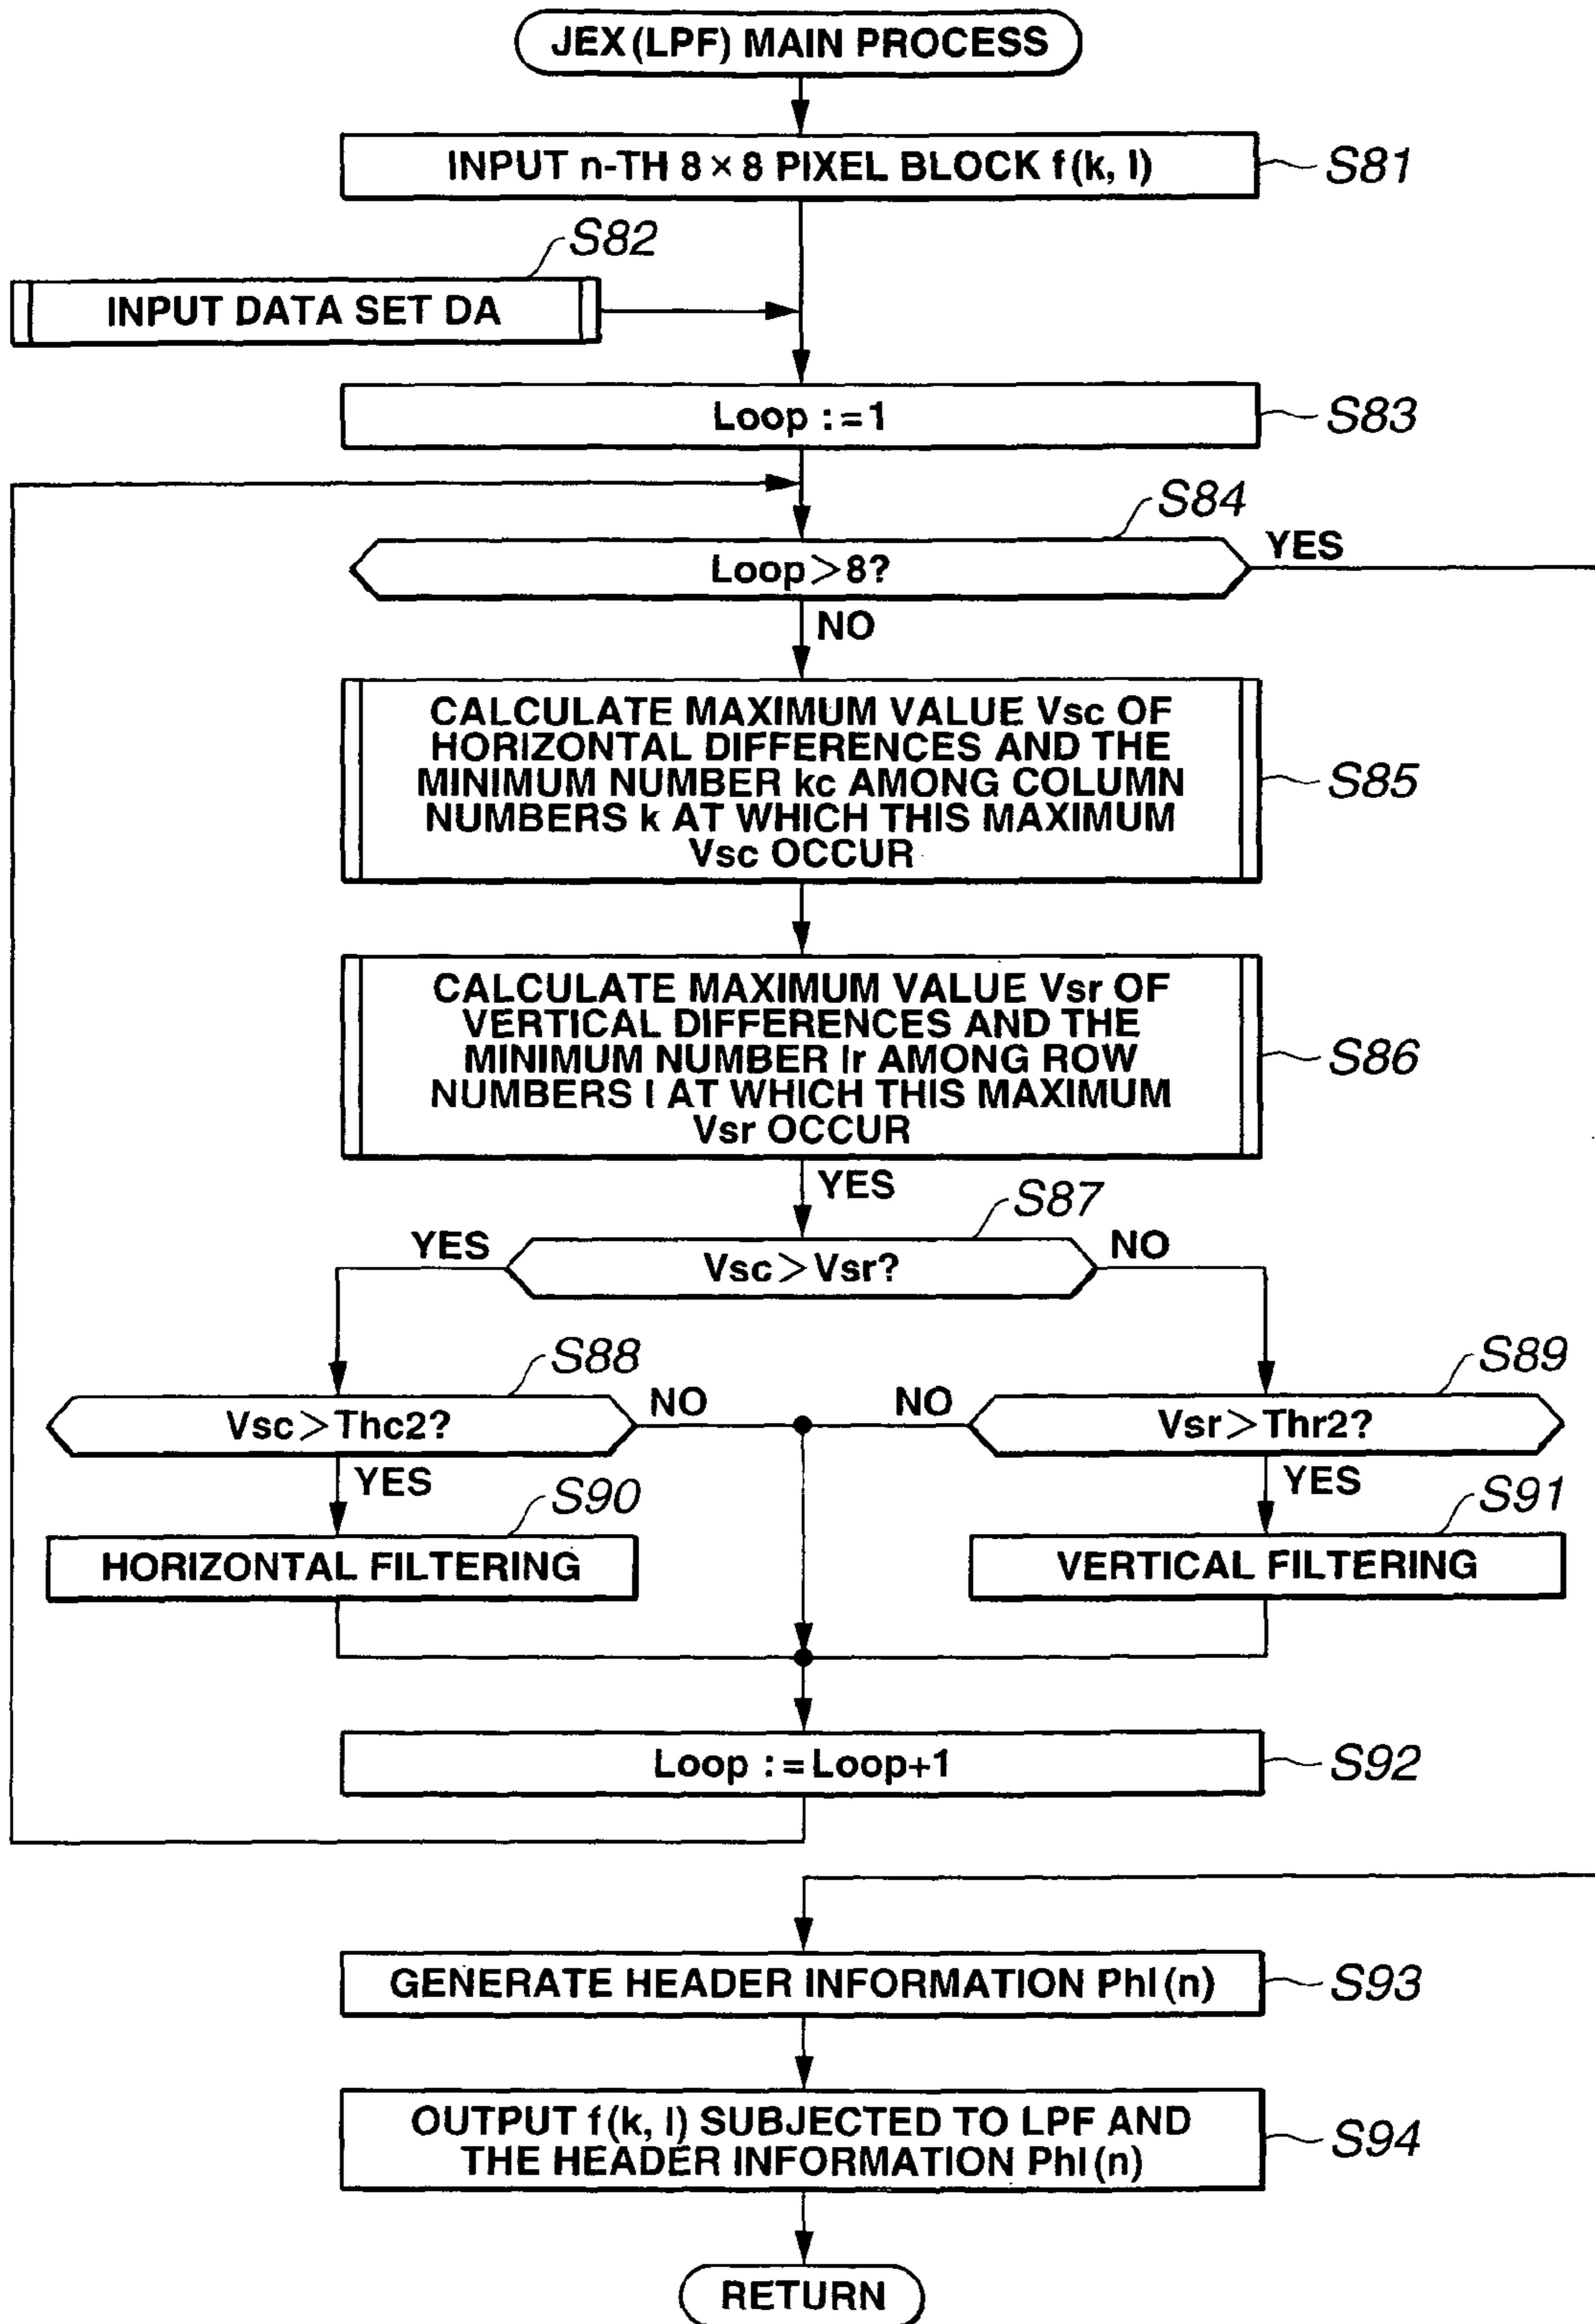 JEX(LPF) MAIN PROCESS
INPUT n-TH 8×8 PIXEL BLOCK f(k, l)
S81
S82
INPUT DATA SET DA
Loop :=1
S83
S84
Loop>8?
YES
NO
CALCULATE MAXIMUM VALUE Vsc OF
HORIZONTAL DIFFERENCES AND THE
MINIMUM NUMBER kc AMONG COLUMN
NUMBERS k AT WHICH THIS MAXIMUM
Vsc OCCUR
S85
CALCULATE MAXIMUM VALUE Vsr OF
VERTICAL DIFFERENCES AND THE
MINIMUM NUMBER lr AMONG ROW
NUMBERS l AT WHICH THIS MAXIMUM
Vsr OCCUR
S86
YES
S87
YES
Vsc>Vsr?
NO
S88
S89
Vsc>Thc2?
NO
NO
Vsr>Thr2?
YES
YES
S90
S91
HORIZONTAL FILTERING
VERTICAL FILTERING
Loop :=Loop+1
S92
GENERATE HEADER INFORMATION Phl(n)
S93
OUTPUT f(k, l) SUBJECTED TO LPF AND
THE HEADER INFORMATION Phl(n)
S94
RETURN